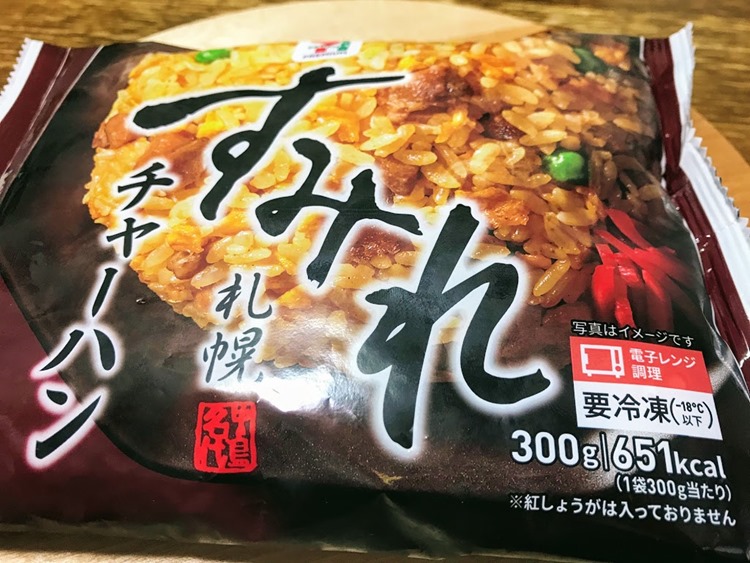 すみれ
札幌
チャーハン
写真はイメージです
電子レンジ
調理
要冷凍(-18℃以下)
300g|651kcal
(1袋300g当たり)
※紅しょうがは入っておりません